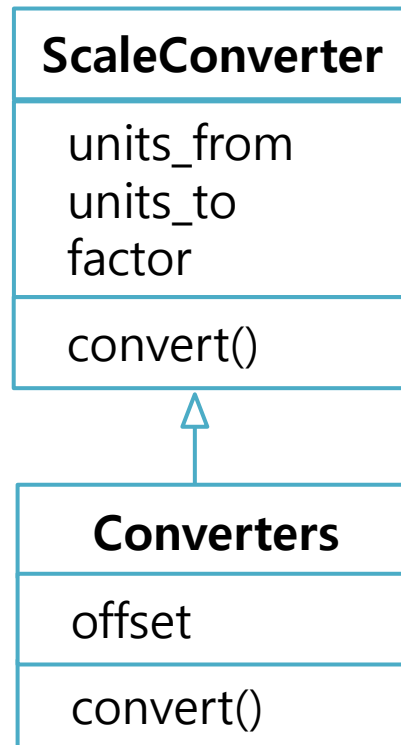 ScaleConverter
units_from
units_to
factor
convert()
Converters
offset
convert()